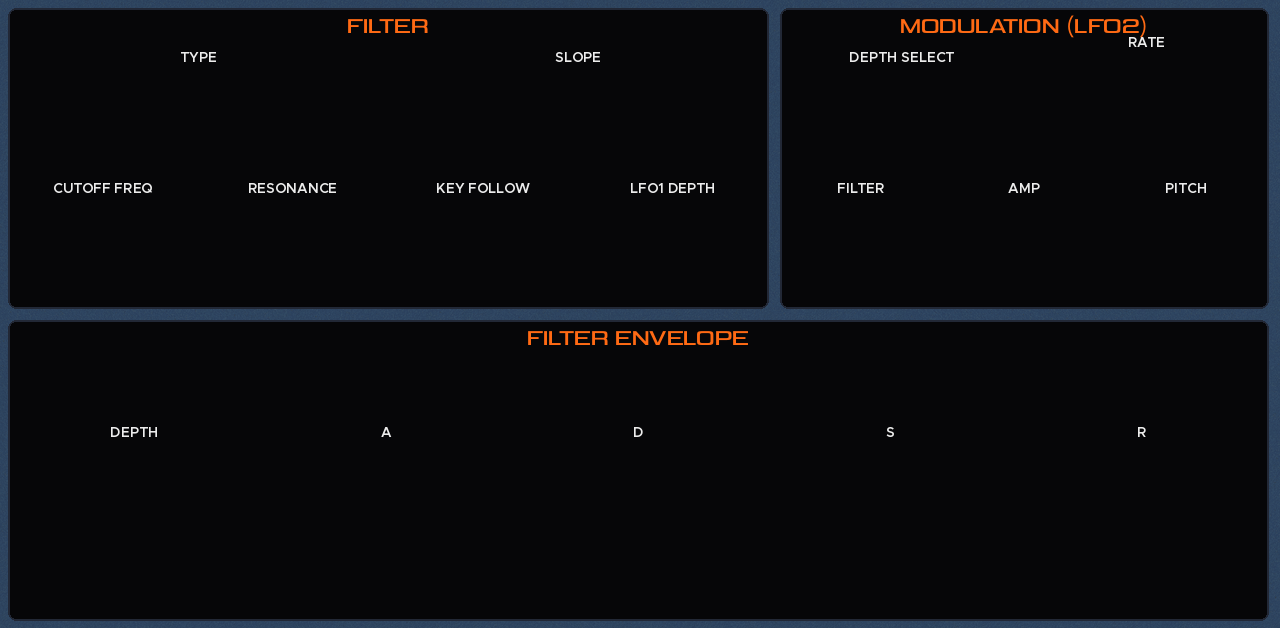 FILTER
TYPE SLOPE
CUTOFF FREQ RESONANCE KEY FOLLOW LFO1 DEPTH
MODULATION (LFO2)
RATE
DEPTH SELECT
FILTER AMP PITCH
FILTER ENVELOPE
DEPTH A D S R